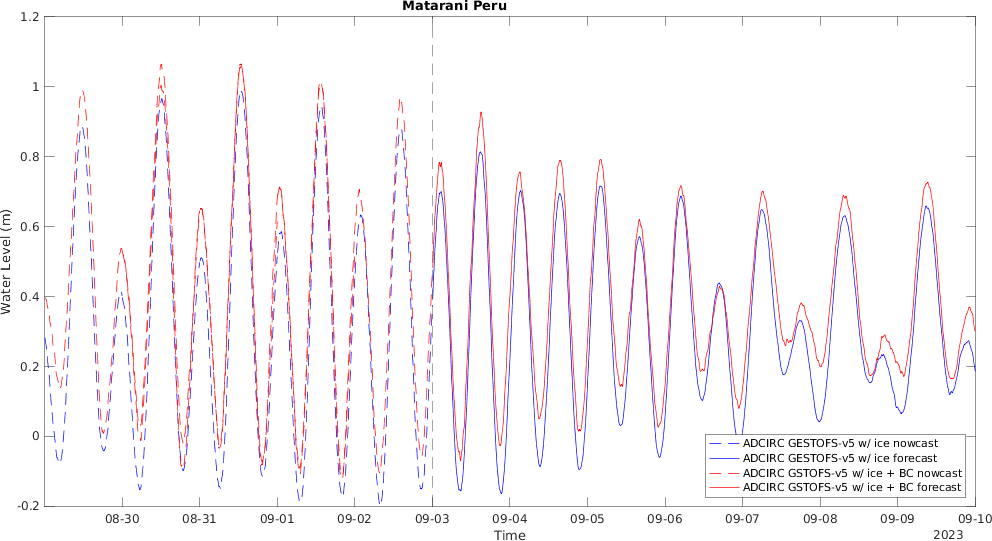 Matarani Peru
1.2
1
0.8
0.6
0.4
0.2
0
-0.2
Water Level (m)
08-30 08-31 09-01 09-02 09-03 09-04 09-05 09-06 09-07 09-08 09-09 09-10
Time
2023
ADCIRC GESTOFS-v5 w/ ice nowcast
ADCIRC GESTOFS-v5 w/ ice forecast
ADCIRC GSTOFS-v5 w/ ice + BC nowcast
ADCIRC GSTOFS-v5 w/ ice + BC forecast